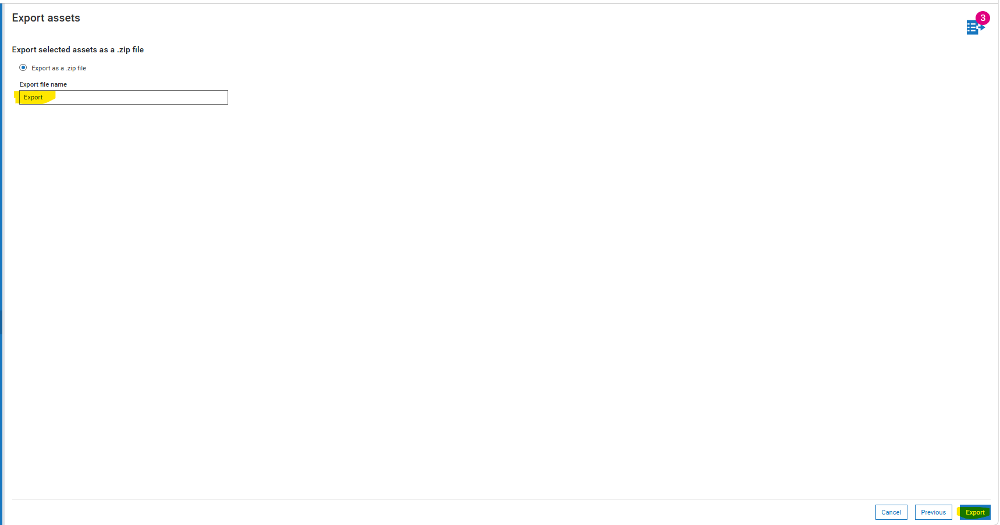 Export assets
3
Export selected assets as a .zip file
Export as a .zip file
Export file name
Export
Cancel
Previous
Export